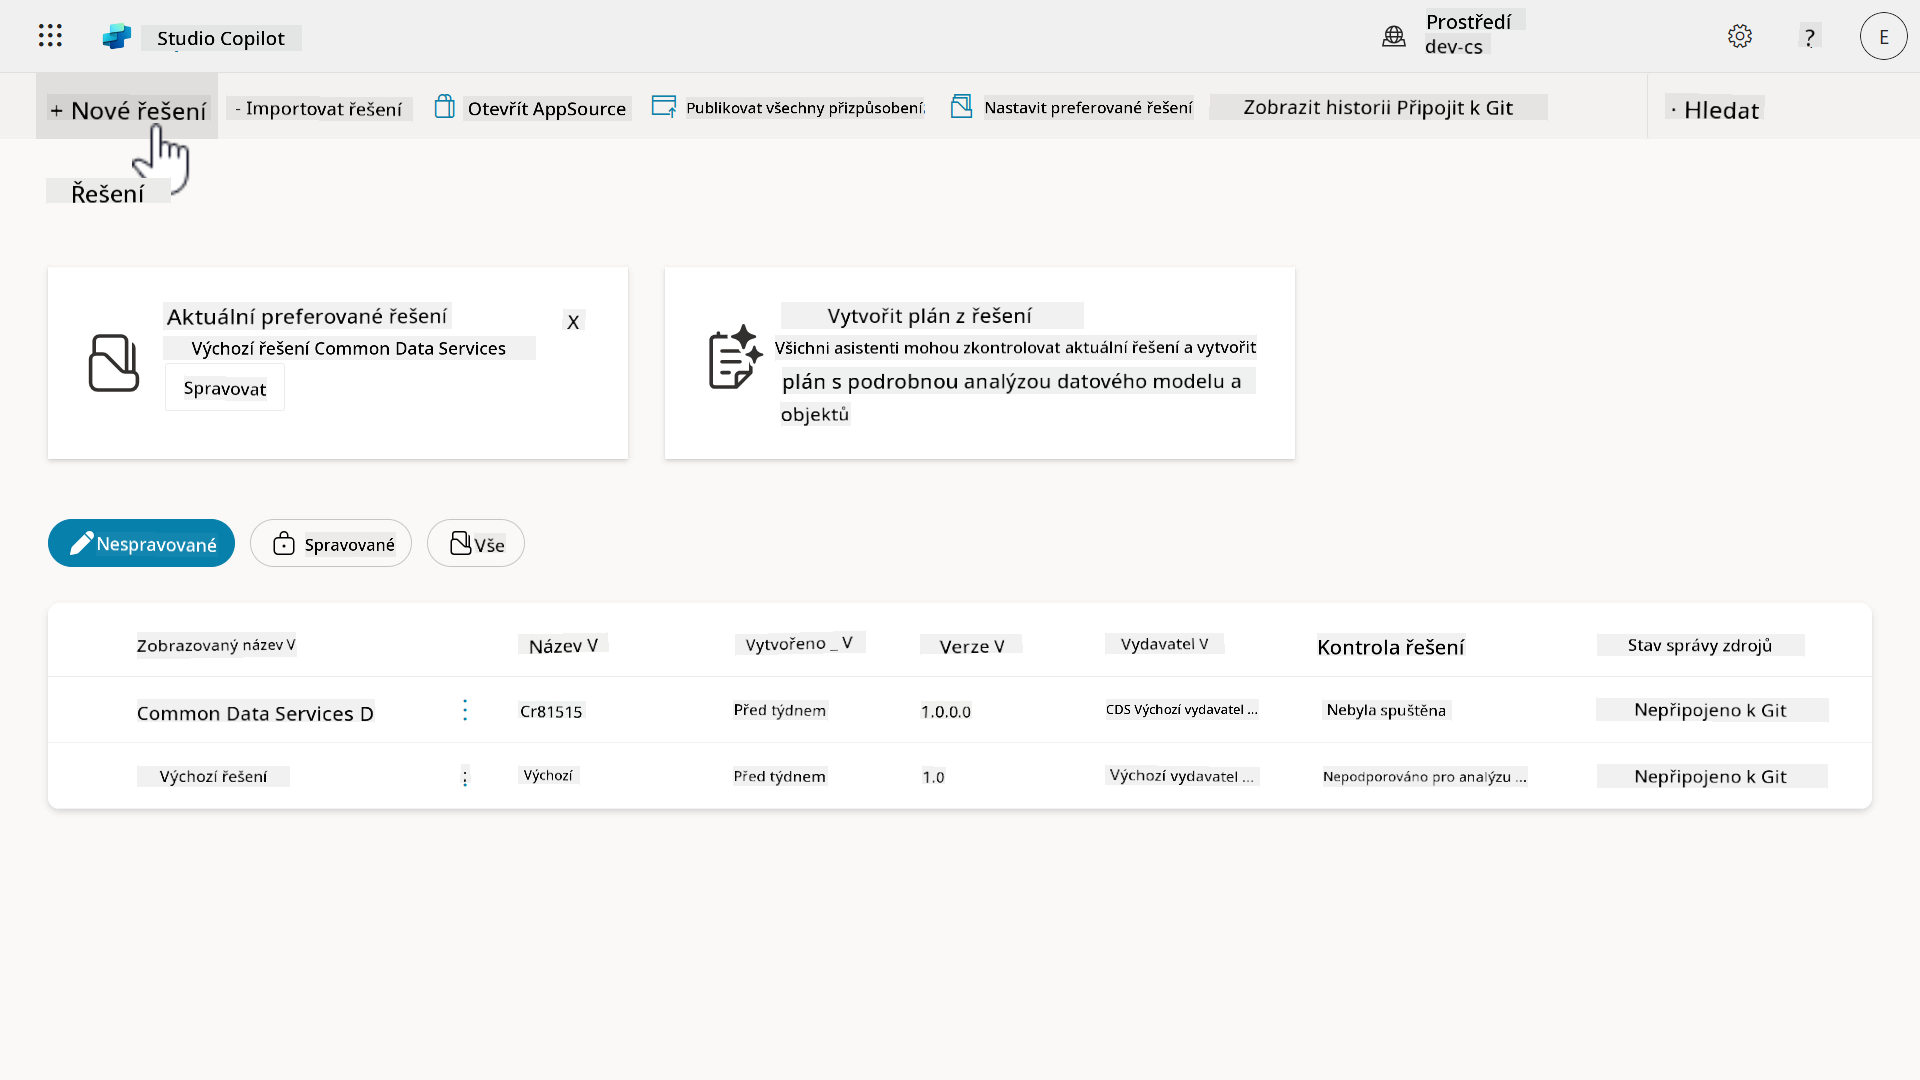 Studio Copilot
Prostředí
dev-cs
?
E
+ Nové řešení
- Importovat řešení
Otevřít AppSource
Publikovat všechny přizpůsobení
Nastavit preferované řešení
Zobrazit historii Připojit k Git
· Hledat
Řešení
Aktuální preferované řešení
X
Výchozí řešení Common Data Services
Spravovat
Vytvořit plán z řešení
Všichni asistenti mohou zkontrolovat aktuální řešení a vytvořit
plán s podrobnou analýzou datového modelu a
objektů
Nespravované
Spravované
Vše
Zobrazovaný název V
Název V
Vytvořeno _ V
Verze V
Vydavatel V
Kontrola řešení
Stav správy zdrojů
Common Data Services D
Cr81515
Před týdnem
1.0.0.0
CDS Výchozí vydavatel ...
Nebyla spuštěna
Nepřipojeno k Git
Výchozí řešení
Výchozí
Před týdnem
1.0
Výchozí vydavatel ...
Nepodporováno pro analýzu ...
Nepřipojeno k Git